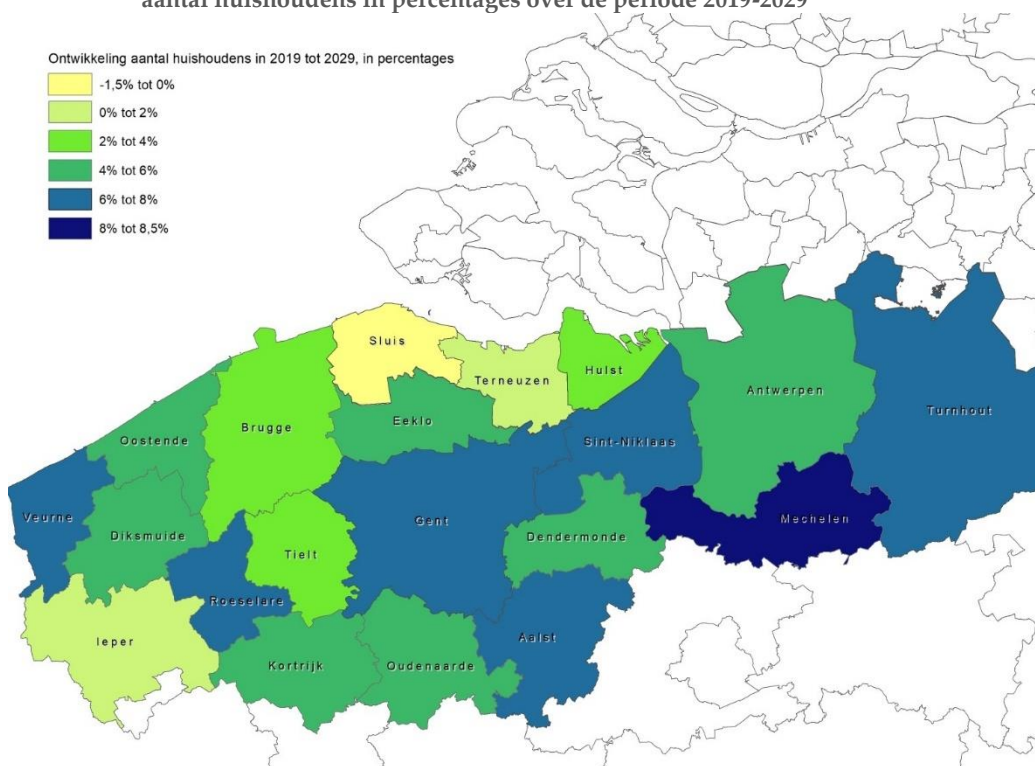 aantal huishoudens in percentages over de periode 2019-2029
Ontwikkeling aantal huishoudens in 2019 tot 2029, in percentages
-1,5% tot 0%
0% tot 2%
2% tot 4%
4% tot 6%
6% tot 8%
8% tot 8,5%
Sluis
Terneuzen
Hulst
Antwerpen
Turnhout
Oostende
Brugge
Eeklo
Sint-Niklaas
Veurne
Diksmuide
Tielt
Gent
Dendermonde
Mechelen
Roeselare
Ieper
Kortrijk
Oudenaarde
Aalst